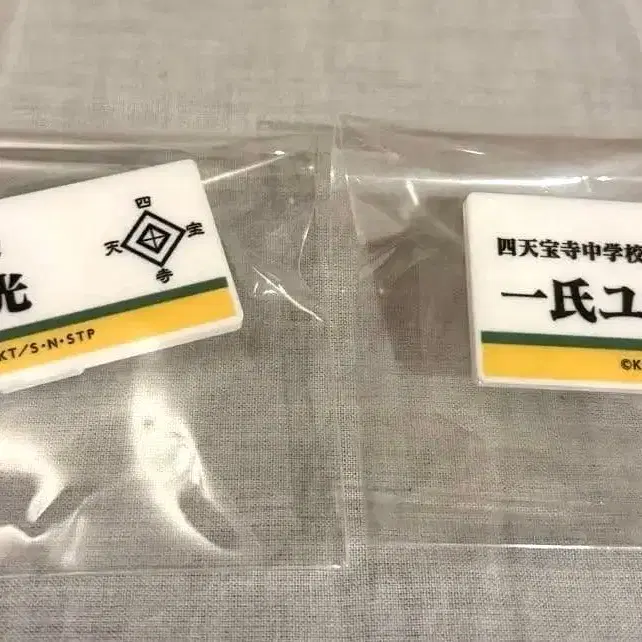 四
天 宝
寺
光
KT/S・N・STP
四天宝寺中学校
一氏ユ
©K